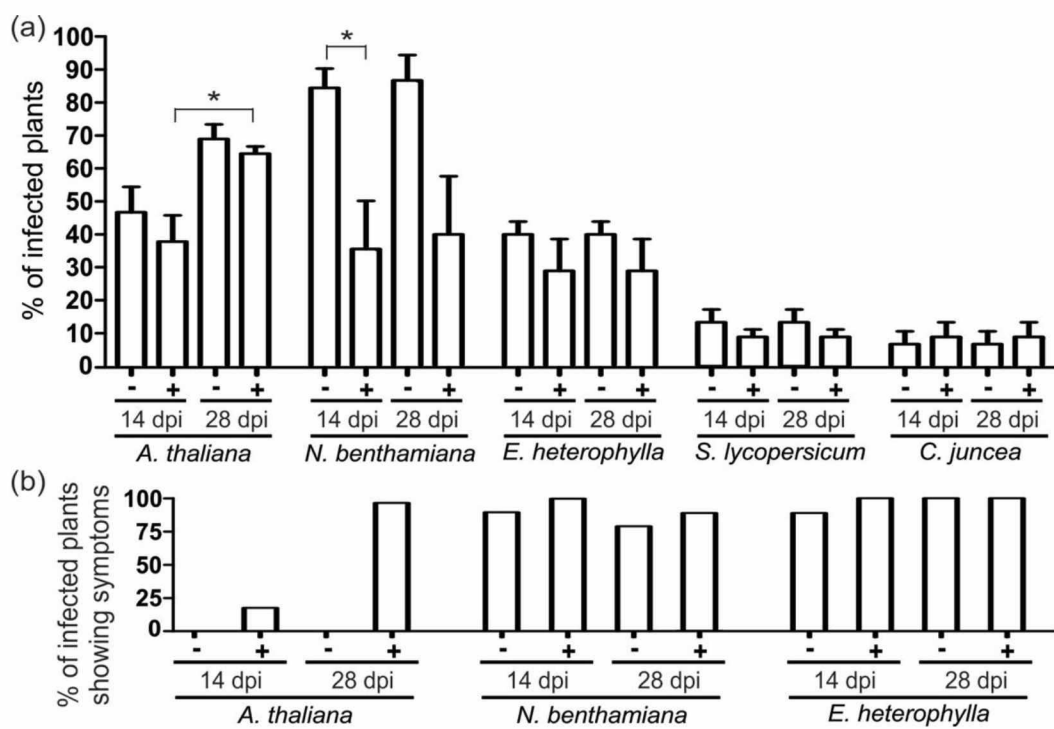 (a)
% of infected plants
100
90
80
70
60
50
40
30
20
10
0
*
*
- + - + - + - + - + - + - + - + - + - +
14 dpi 28 dpi 14 dpi 28 dpi 14 dpi 28 dpi 14 dpi 28 dpi 14 dpi 28 dpi
A. thaliana N. benthamiana E. heterophylla S. lycopersicum C. juncea
(b)
% of infected plants
showing symptoms
100
75
50
25
0
- + - + - + - + - + - +
14 dpi 28 dpi 14 dpi 28 dpi 14 dpi 28 dpi
A. thaliana N. benthamiana E. heterophylla